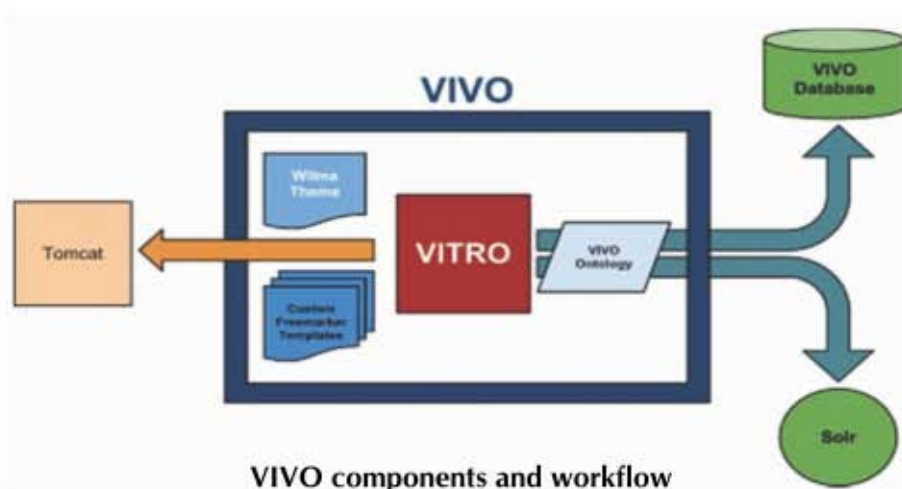 VIVO
VIVO
Database
Wilma
Theme
Tomcat
VITRO
VIVO
Ontology
Custom
Freemarker
Templates
Solr
VIVO components and workflow